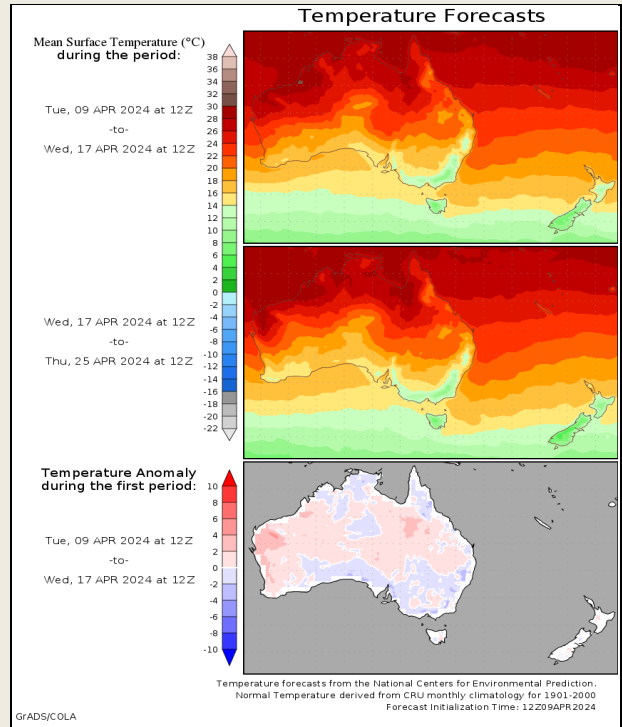 Temperature Forecasts
Mean Surface Temperature (°C)
during the period:
Tue, 09 APR 2024 at 12Z
-to-
Wed, 17 APR 2024 at 12Z
38
36
34
32
30
28
26
24
22
20
18
16
14
12
10
8
6
4
2
0
-2
-4
-6
-8
-10
-12
-14
-16
-18
-20
-22
Wed, 17 APR 2024 at 12Z
-to-
Thu, 25 APR 2024 at 12Z
Temperature Anomaly
during the first period:
Tue, 09 APR 2024 at 12Z
-to-
Wed, 17 APR 2024 at 12Z
10
8
6
4
2
0
-2
-4
-6
-8
-10
Temperature forecasts from the National Centers for Environmental Prediction.
Normal Temperature derived from CRU monthly climatology for 1901-2000
Forecast Initialization Time: 12Z09APR2024
GrADS/COLA